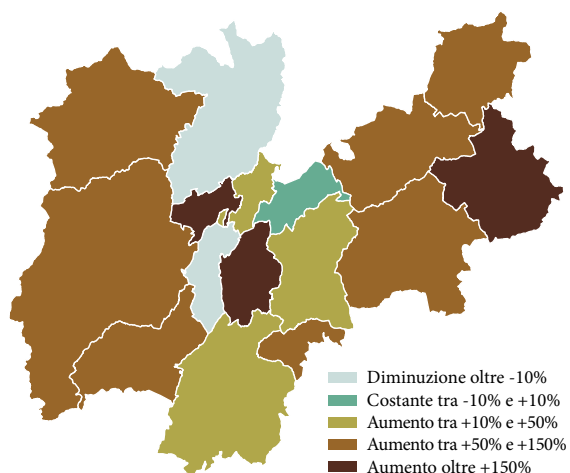 Diminuzione oltre -10%
Costante tra -10% e +10%
Aumento tra +10% e +50%
Aumento tra +50% e +150%
Aumento oltre +150%